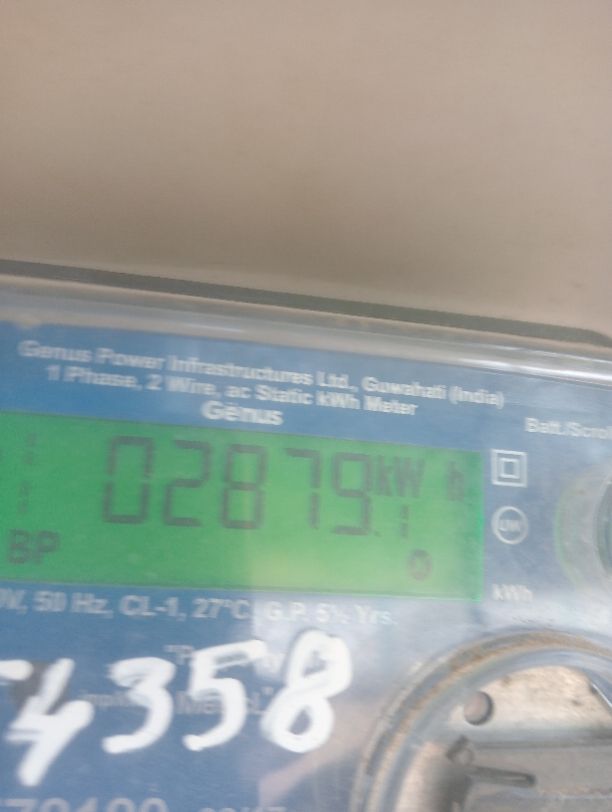 Genus Power Infrastructures Ltd., Guwahati (India)
1 Phase, 2 Wire, ac Static kWh Meter
Genus
Batt./Scroll
02879.1 kW h
BP
kWh
V, 50 Hz, CL-1, 27°C, G.P. 5½ Yrs.
4358